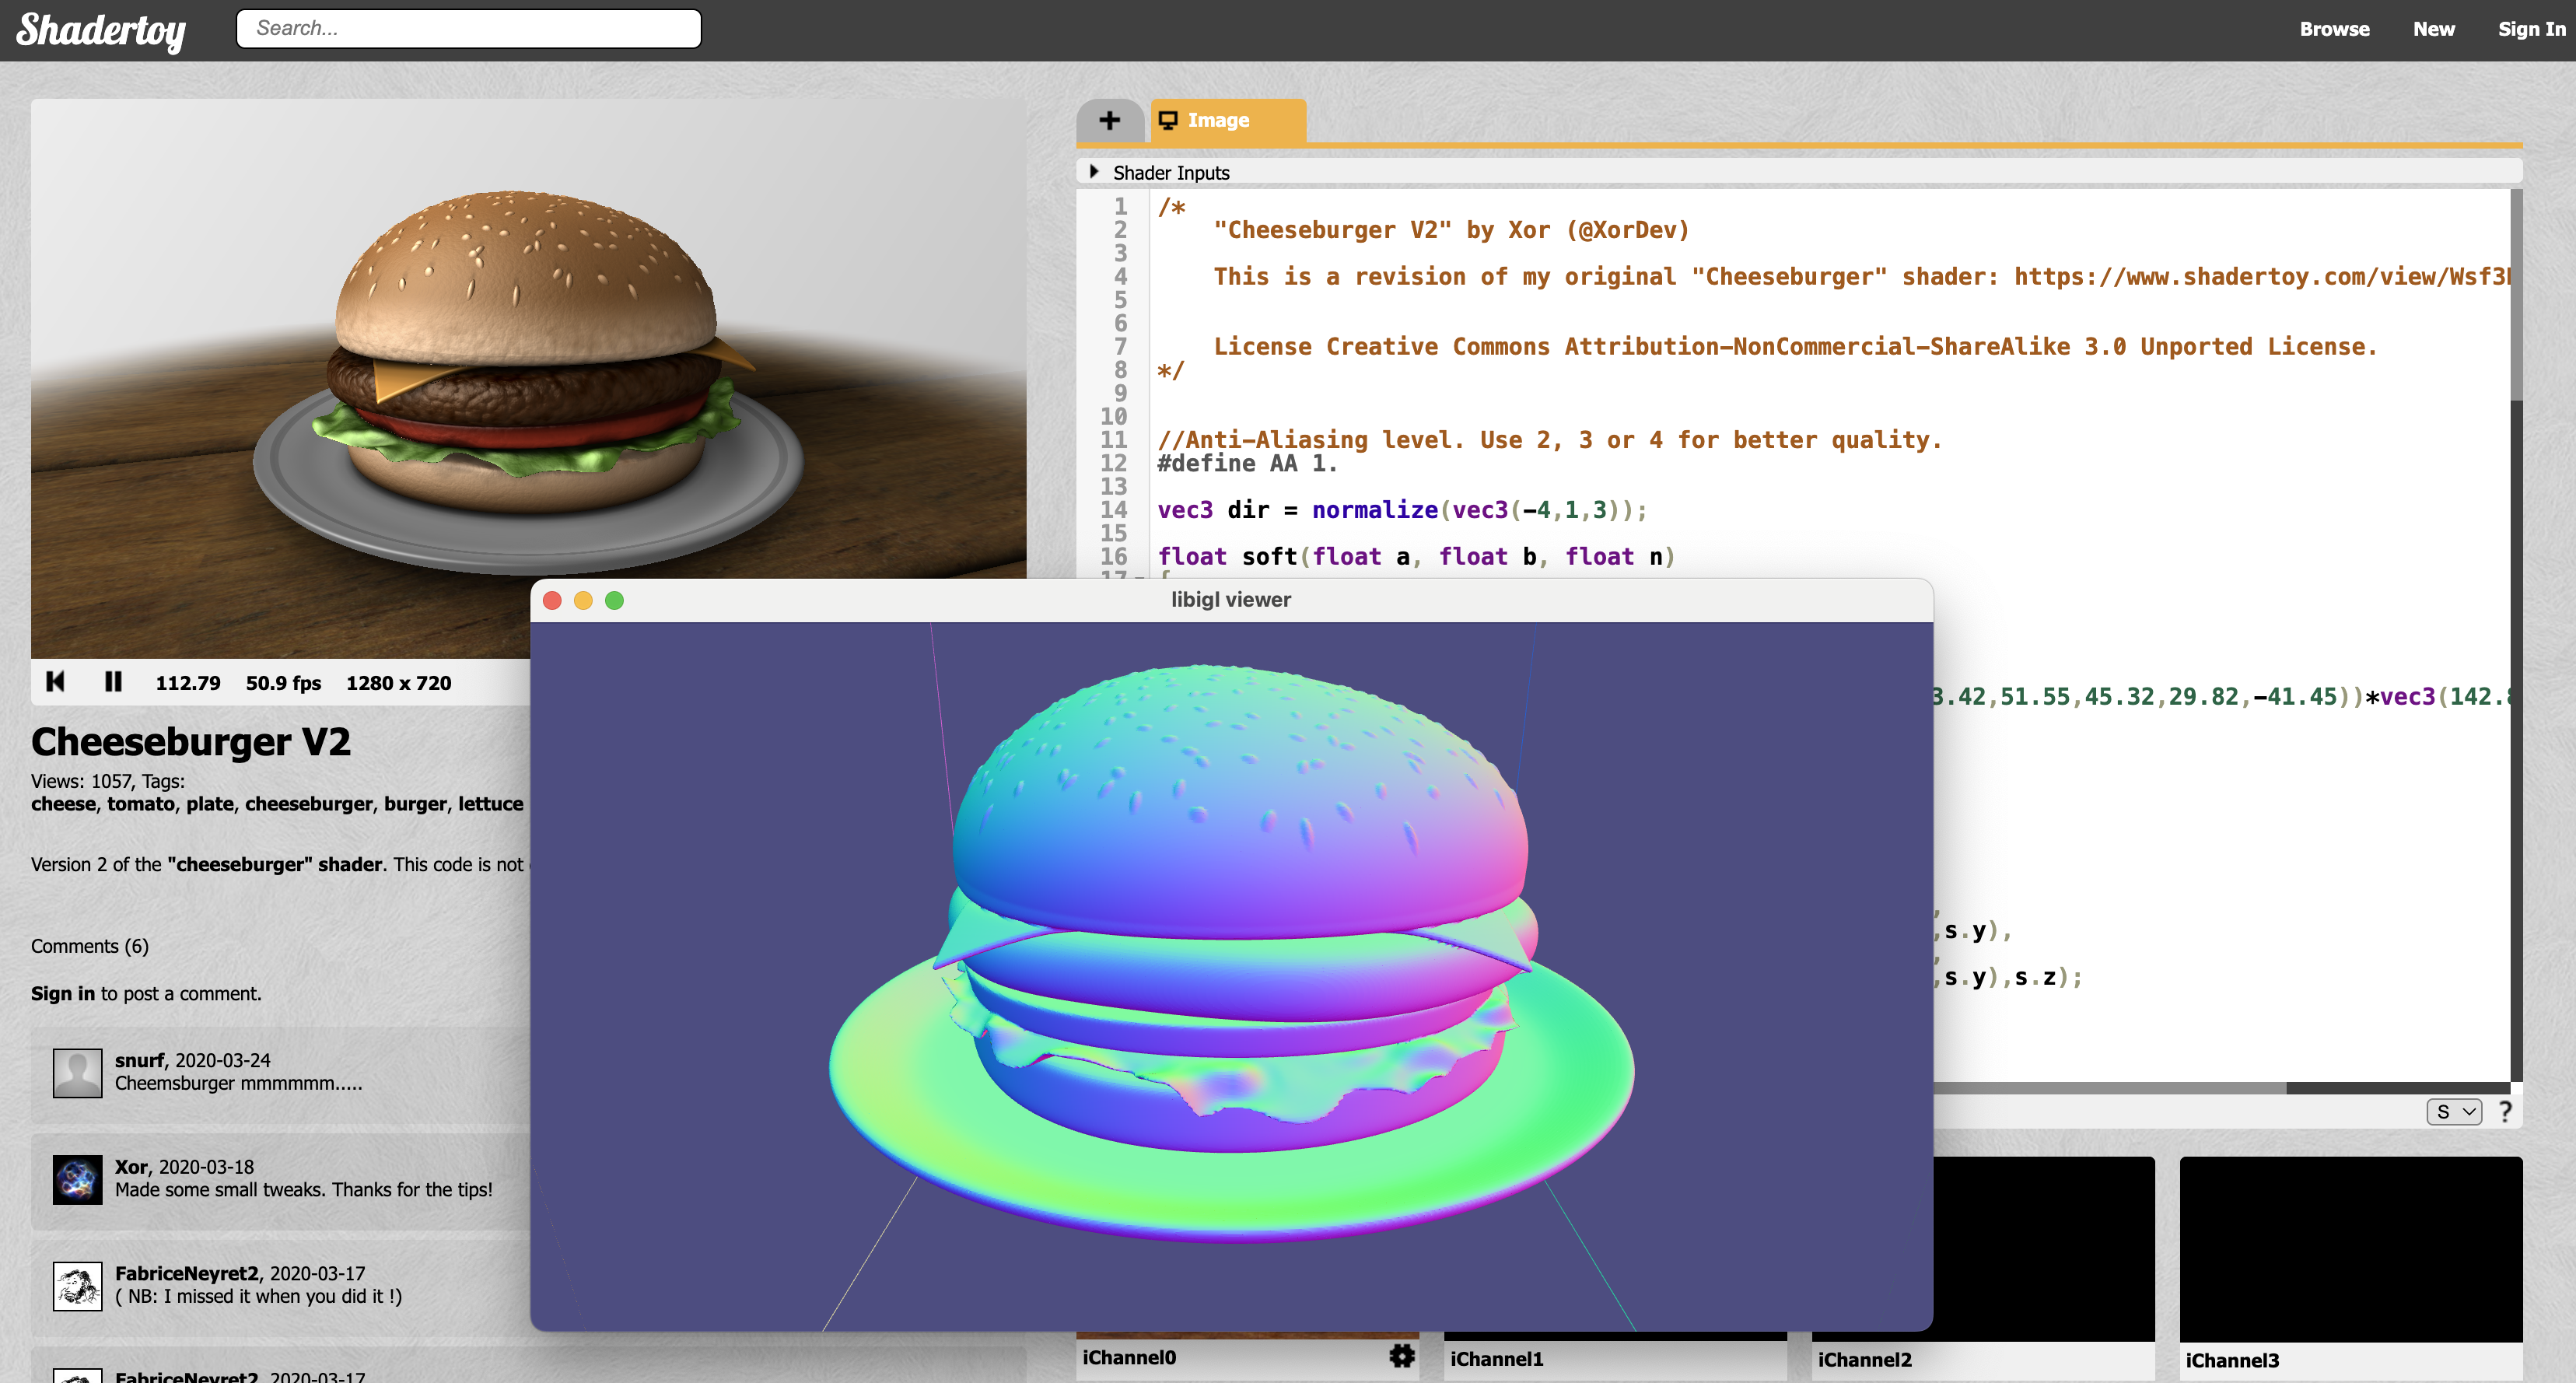 Shadertoy
Search...
Browse
New
Sign In
Image
Shader Inputs
1 /*
2 "Cheeseburger V2" by Xor (@XorDev)
3
4 This is a revision of my original "Cheeseburger" shader: https://www.shadertoy.com/view/Wsf3
5
6
7 License Creative Commons Attribution-NonCommercial-ShareAlike 3.0 Unported License.
8 */
9
10
11 //Anti-Aliasing level. Use 2, 3 or 4 for better quality.
12 #define AA 1.
13
14 vec3 dir = normalize(vec3(-4,1,3));
15
16 float soft(float a, float b, float n)
17 {
3.42,51.55,45.32,29.82,-41.45))*vec3(142.
,
,s.y),
,
,s.y),s.z);
S
?
iChannel0
iChannel1
iChannel2
iChannel3
libigl viewer
112.79
50.9 fps
1280 x 720
Cheeseburger V2
Views: 1057, Tags:
cheese, tomato, plate, cheeseburger, burger, lettuce
Version 2 of the "cheeseburger" shader. This code is not
Comments (6)
Sign in to post a comment.
snurf, 2020-03-24
Cheemsburger mmmmmm.....
Xor, 2020-03-18
Made some small tweaks. Thanks for the tips!
FabriceNeyret2, 2020-03-17
( NB: I missed it when you did it !)
FabriceNeyret2, 2020-03-17